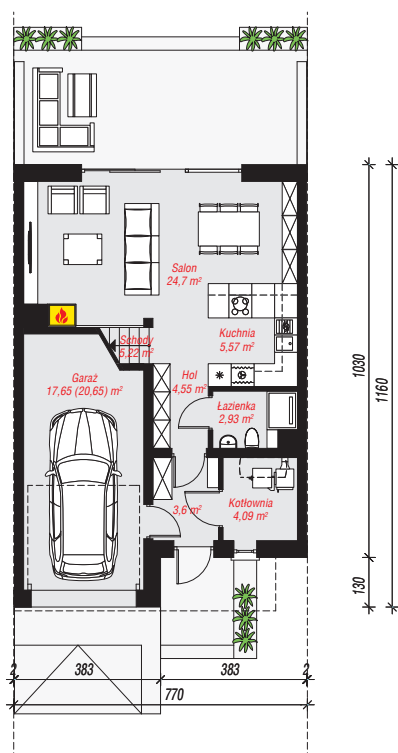 Salon
24,7 m²
Kuchnia
5,57 m²
Schody
5,22 m²
Hol
4,55 m²
Garaż
17,65 (20,65) m²
Łazienka
2,93 m²
3,6 m²
Kotłownia
4,09 m²
1030
1160
130
2
383
383
2
770